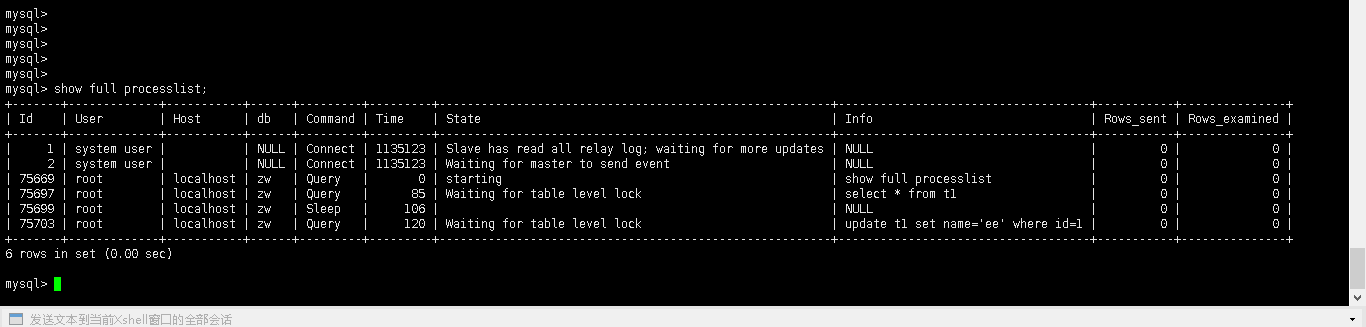 mysql>
mysql>
mysql>
mysql>
mysql>
mysql> show full processlist;
+-------+-------------+-----------+------+---------+---------+--------------------------------------------------------+------------------------------------+-----------+---------------+
| Id    | User        | Host      | db   | Command | Time    | State                                                  | Info                               | Rows_sent | Rows_examined |
+-------+-------------+-----------+------+---------+---------+--------------------------------------------------------+------------------------------------+-----------+---------------+
|     1 | system user |           | NULL | Connect | 1135123 | Slave has read all relay log; waiting for more updates | NULL                               |         0 |             0 |
|     2 | system user |           | NULL | Connect | 1135123 | Waiting for master to send event                       | NULL                               |         0 |             0 |
| 75669 | root        | localhost | zw   | Query   |       0 | starting                                               | show full processlist              |         0 |             0 |
| 75697 | root        | localhost | zw   | Query   |      85 | Waiting for table level lock                           | select * from t1                   |         0 |             0 |
| 75699 | root        | localhost | zw   | Sleep   |     106 |                                                        | NULL                               |         0 |             0 |
| 75703 | root        | localhost | zw   | Query   |     120 | Waiting for table level lock                           | update t1 set name='ee' where id=1 |         0 |             0 |
+-------+-------------+-----------+------+---------+---------+--------------------------------------------------------+------------------------------------+-----------+---------------+
6 rows in set (0.00 sec)
mysql>
发送文本到当前Xshell窗口的全部会话